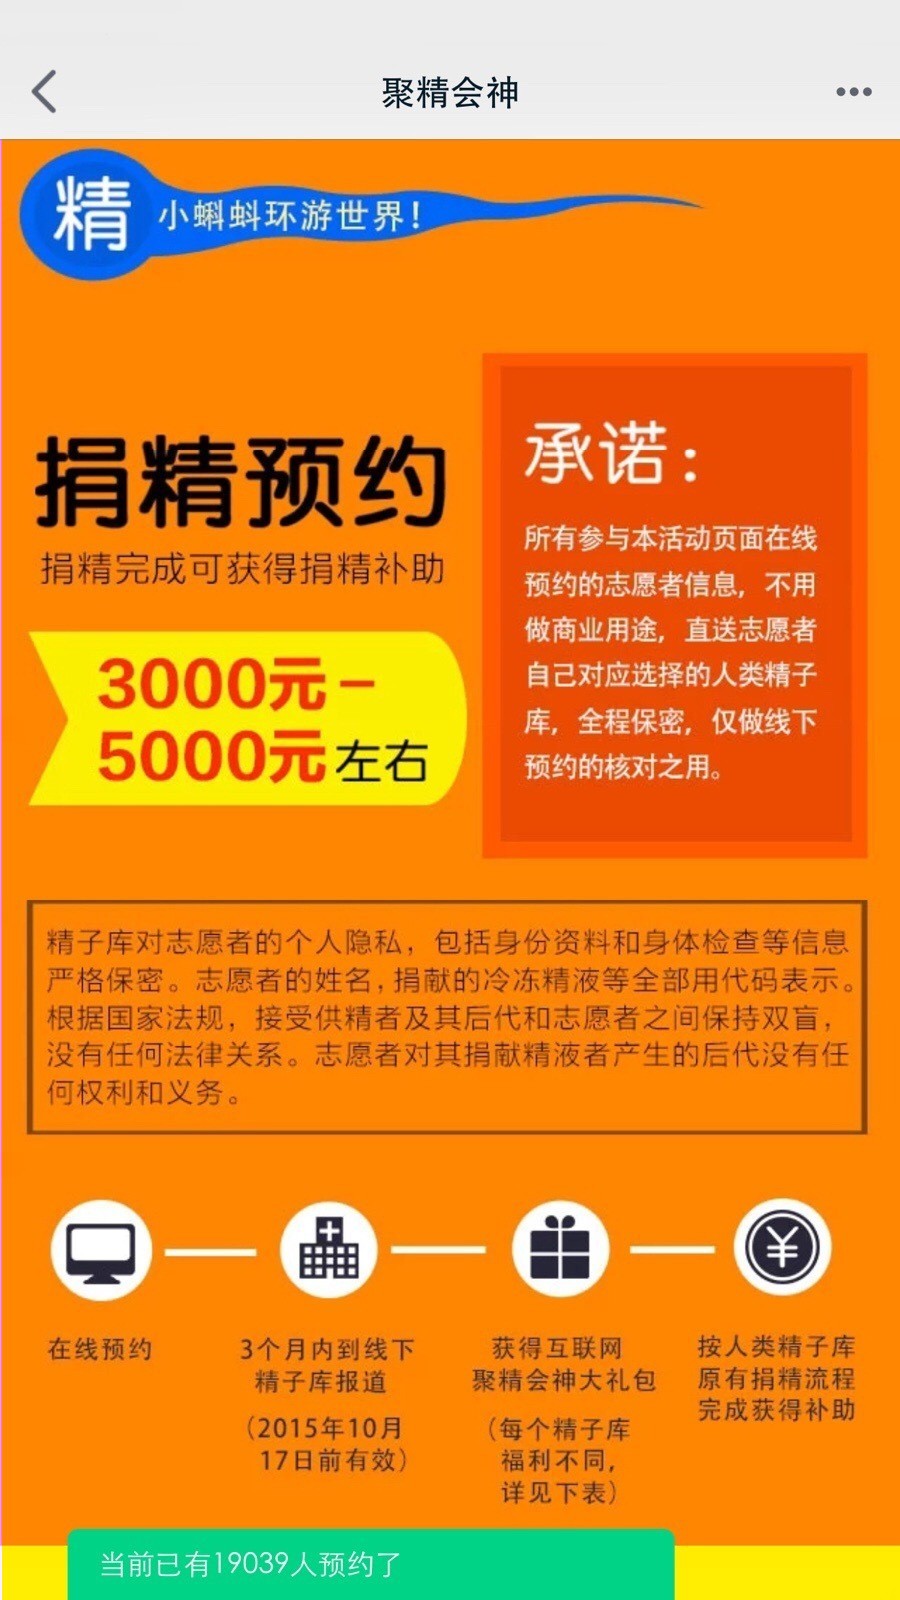 聚精会神
精 小蝌蚪环游世界!
捐精预约
捐精完成可获得捐精补助
3000元-
5000元左右
承诺：
所有参与本活动页面在线
预约的志愿者信息，不用
做商业用途，直送志愿者
自己对应选择的人类精子
库，全程保密，仅做线下
预约的核对之用。
精子库对志愿者的个人隐私，包括身份资料和身体检查等信息
严格保密。志愿者的姓名,捐献的冷冻精液等全部用代码表示。
根据国家法规，接受供精者及其后代和志愿者之间保持双盲，
没有任何法律关系。志愿者对其捐献精液者产生的后代没有任
何权利和义务。
在线预约
3个月内到线下
精子库报道
(2015年10月
17日前有效)
获得互联网
聚精会神大礼包
(每个精子库
福利不同,
详见下表)
¥
按人类精子库
原有捐精流程
完成获得补助
当前已有19039人预约了